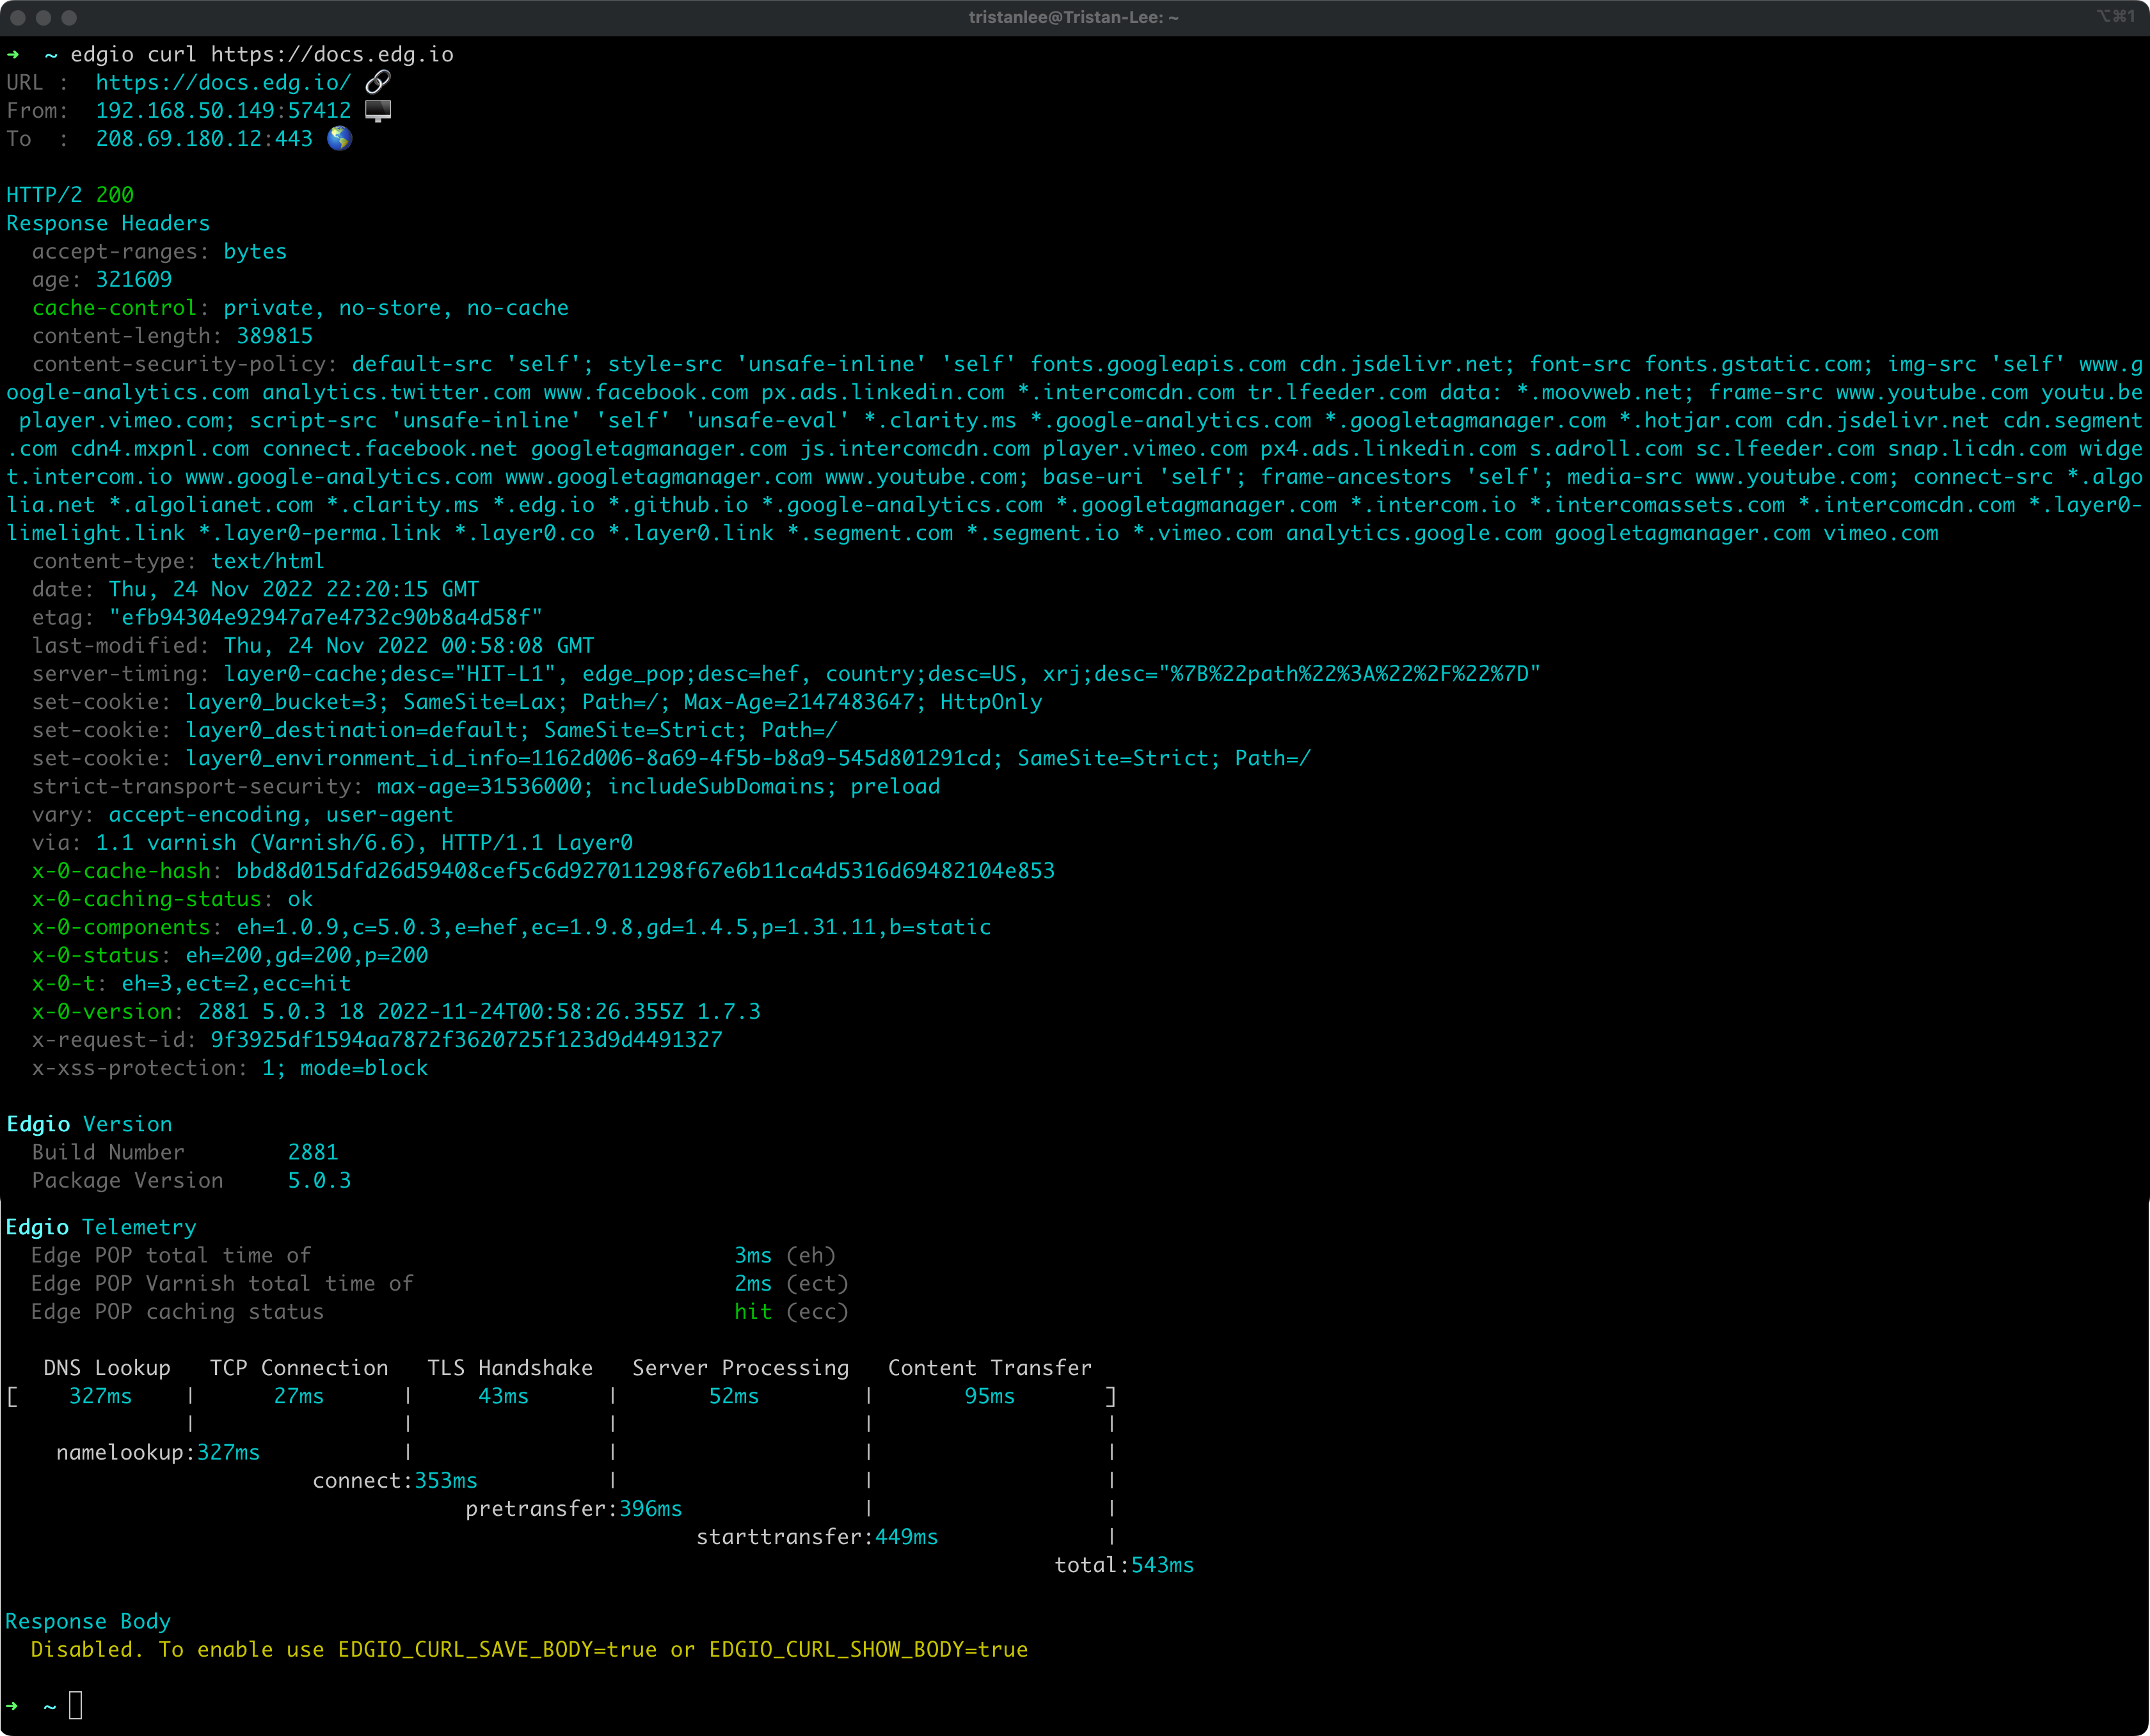 tristanlee@Tristan-Lee: ~
⌥⌘1
➜  ~ edgio curl https://docs.edg.io
URL :  https://docs.edg.io/ 🔗
From:  192.168.50.149:57412 🖥️
To  :  208.69.180.12:443 🌎
HTTP/2 200
Response Headers
  accept-ranges: bytes
  age: 321609
  cache-control: private, no-store, no-cache
  content-length: 389815
  content-security-policy: default-src 'self'; style-src 'unsafe-inline' 'self' fonts.googleapis.com cdn.jsdelivr.net; font-src fonts.gstatic.com; img-src 'self' www.g
oogle-analytics.com analytics.twitter.com www.facebook.com px.ads.linkedin.com *.intercomcdn.com tr.lfeeder.com data: *.moovweb.net; frame-src www.youtube.com youtu.be
 player.vimeo.com; script-src 'unsafe-inline' 'self' 'unsafe-eval' *.clarity.ms *.google-analytics.com *.googletagmanager.com *.hotjar.com cdn.jsdelivr.net cdn.segment
.com cdn4.mxpnl.com connect.facebook.net googletagmanager.com js.intercomcdn.com player.vimeo.com px4.ads.linkedin.com s.adroll.com sc.lfeeder.com snap.licdn.com widge
t.intercom.io www.google-analytics.com www.googletagmanager.com www.youtube.com; base-uri 'self'; frame-ancestors 'self'; media-src www.youtube.com; connect-src *.algo
lia.net *.algolianet.com *.clarity.ms *.edg.io *.github.io *.google-analytics.com *.googletagmanager.com *.intercom.io *.intercomassets.com *.intercomcdn.com *.layer0-
limelight.link *.layer0-perma.link *.layer0.co *.layer0.link *.segment.com *.segment.io *.vimeo.com analytics.google.com googletagmanager.com vimeo.com
  content-type: text/html
  date: Thu, 24 Nov 2022 22:20:15 GMT
  etag: "efb94304e92947a7e4732c90b8a4d58f"
  last-modified: Thu, 24 Nov 2022 00:58:08 GMT
  server-timing: layer0-cache;desc="HIT-L1", edge_pop;desc=hef, country;desc=US, xrj;desc="%7B%22path%22%3A%22%2F%22%7D"
  set-cookie: layer0_bucket=3; SameSite=Lax; Path=/; Max-Age=2147483647; HttpOnly
  set-cookie: layer0_destination=default; SameSite=Strict; Path=/
  set-cookie: layer0_environment_id_info=1162d006-8a69-4f5b-b8a9-545d801291cd; SameSite=Strict; Path=/
  strict-transport-security: max-age=31536000; includeSubDomains; preload
  vary: accept-encoding, user-agent
  via: 1.1 varnish (Varnish/6.6), HTTP/1.1 Layer0
  x-0-cache-hash: bbd8d015dfd26d59408cef5c6d927011298f67e6b11ca4d5316d69482104e853
  x-0-caching-status: ok
  x-0-components: eh=1.0.9,c=5.0.3,e=hef,ec=1.9.8,gd=1.4.5,p=1.31.11,b=static
  x-0-status: eh=200,gd=200,p=200
  x-0-t: eh=3,ect=2,ecc=hit
  x-0-version: 2881 5.0.3 18 2022-11-24T00:58:26.355Z 1.7.3
  x-request-id: 9f3925df1594aa7872f3620725f123d9d4491327
  x-xss-protection: 1; mode=block
Edgio Version
  Build Number        2881
  Package Version     5.0.3
Edgio Telemetry
  Edge POP total time of                                 3ms (eh)
  Edge POP Varnish total time of                         2ms (ect)
  Edge POP caching status                                hit (ecc)
   DNS Lookup   TCP Connection   TLS Handshake   Server Processing   Content Transfer
[    327ms    |      27ms      |     43ms      |       52ms        |       95ms       ]
              |                |               |                   |                  |
    namelookup:327ms           |               |                   |                  |
                        connect:353ms          |                   |                  |
                                    pretransfer:396ms              |                  |
                                                      starttransfer:449ms             |
                                                                                  total:543ms
Response Body
  Disabled. To enable use EDGIO_CURL_SAVE_BODY=true or EDGIO_CURL_SHOW_BODY=true
➜  ~